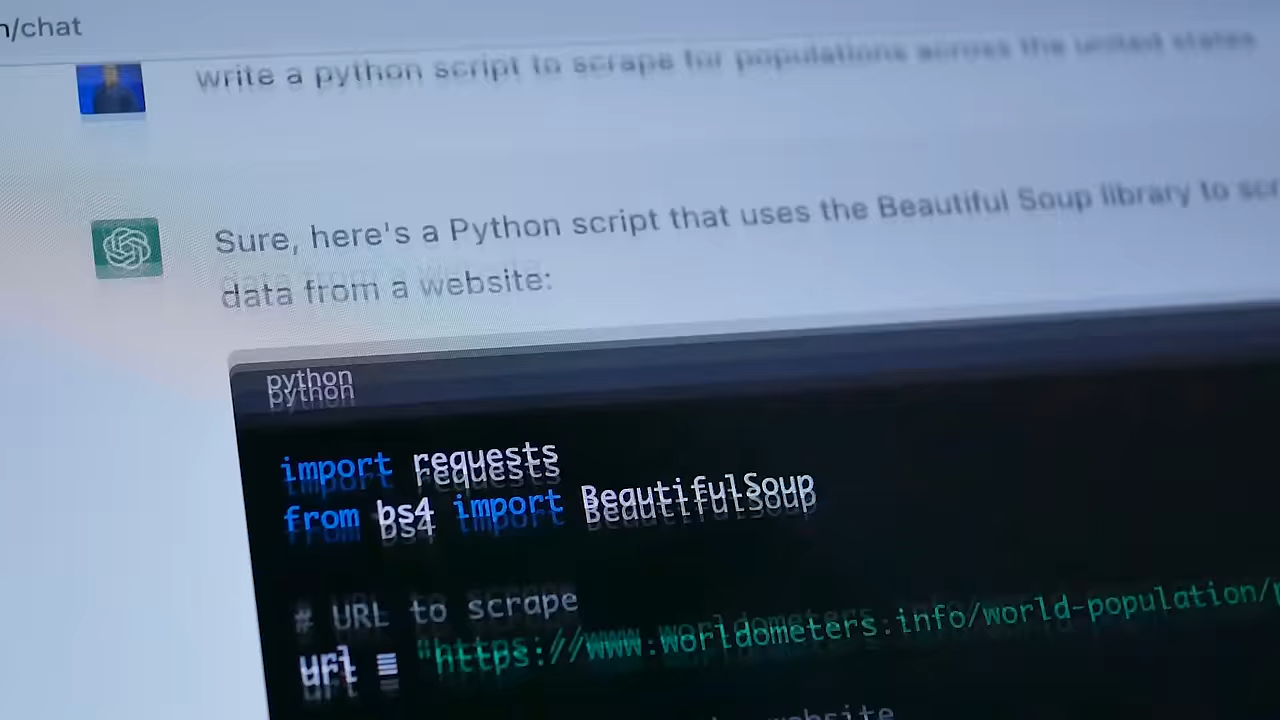 /chat
write a python script to scrape for populations across the united states
Sure, here's a Python script that uses the Beautiful Soup library to scr
data from a website:
python
import requests
from bs4 import BeautifulSoup
# URL to scrape
url = "https://www.worldometers.info/world-population/
website